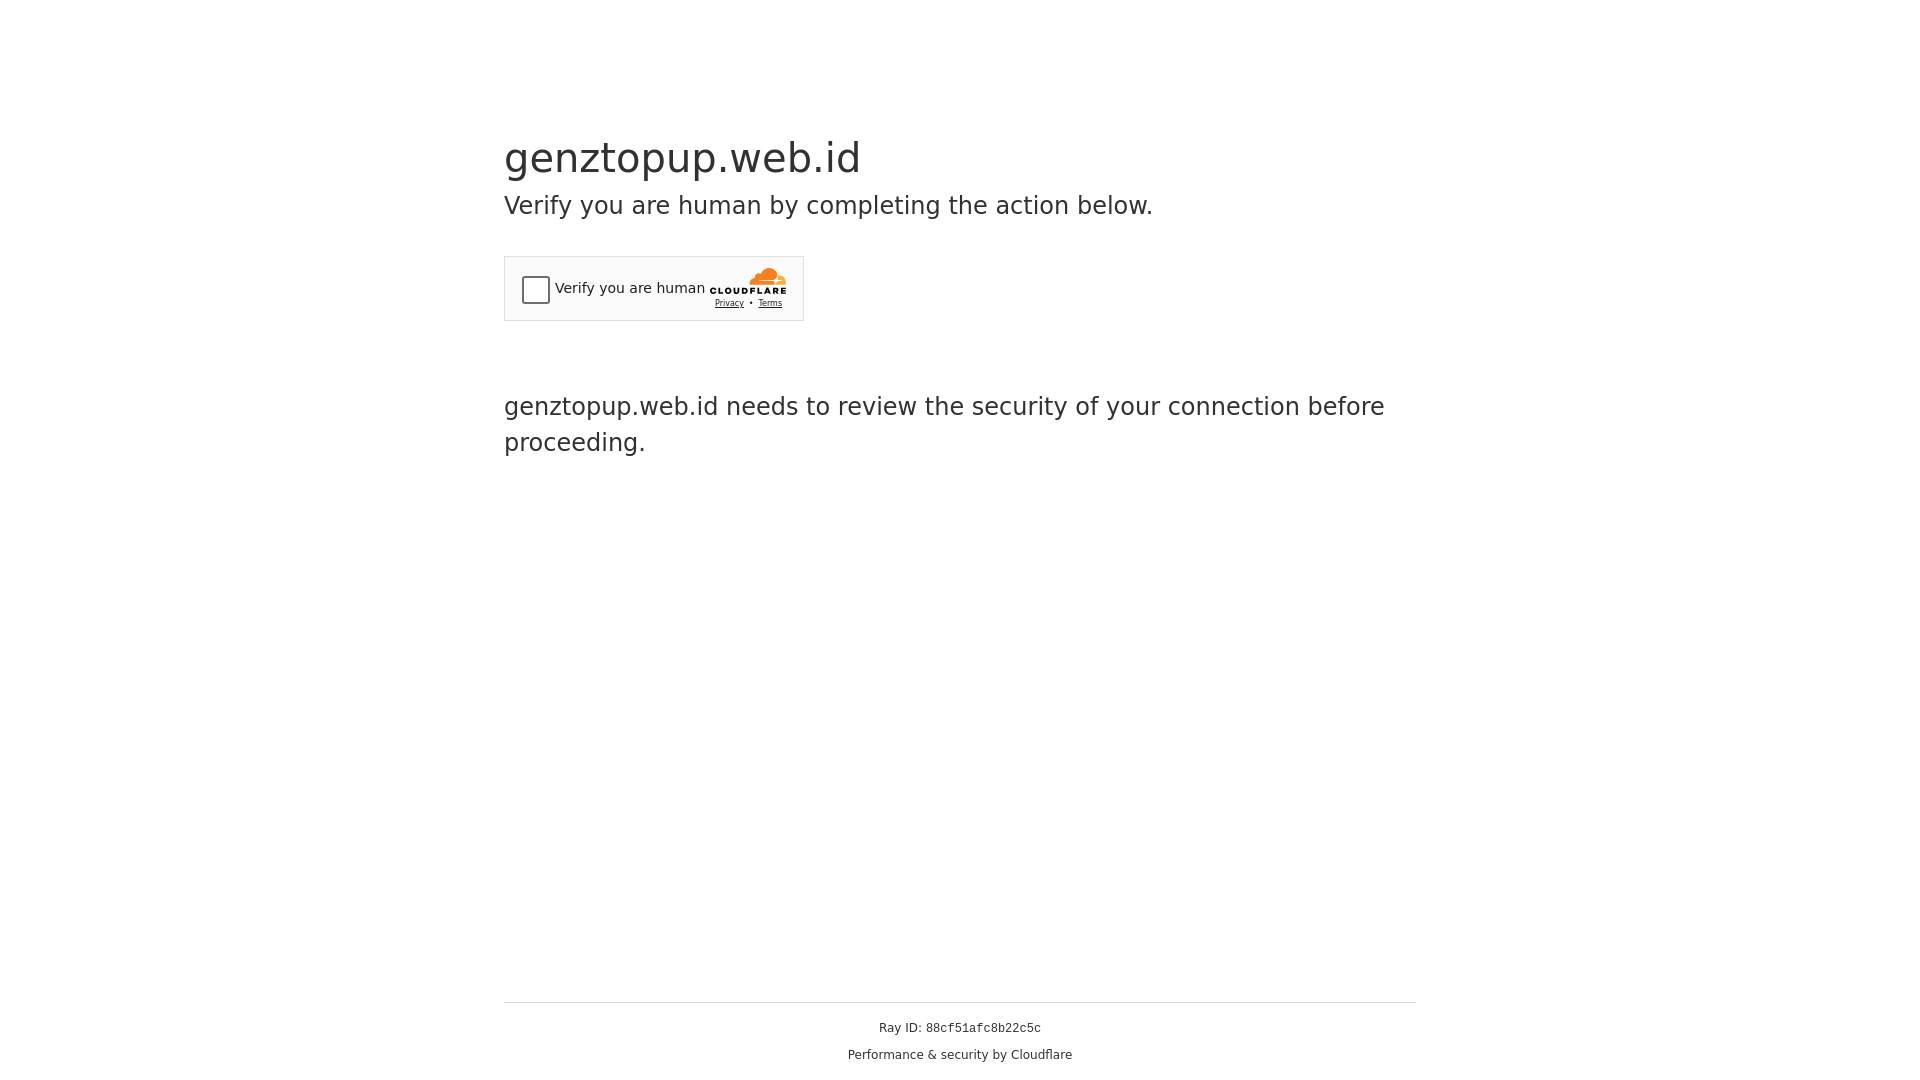 genztopup.web.id
Verify you are human by completing the action below.
Verify you are human
CLOUDFLARE
Privacy • Terms
genztopup.web.id needs to review the security of your connection before
proceeding.
Ray ID: 88cf51afc8b22c5c
Performance & security by Cloudflare